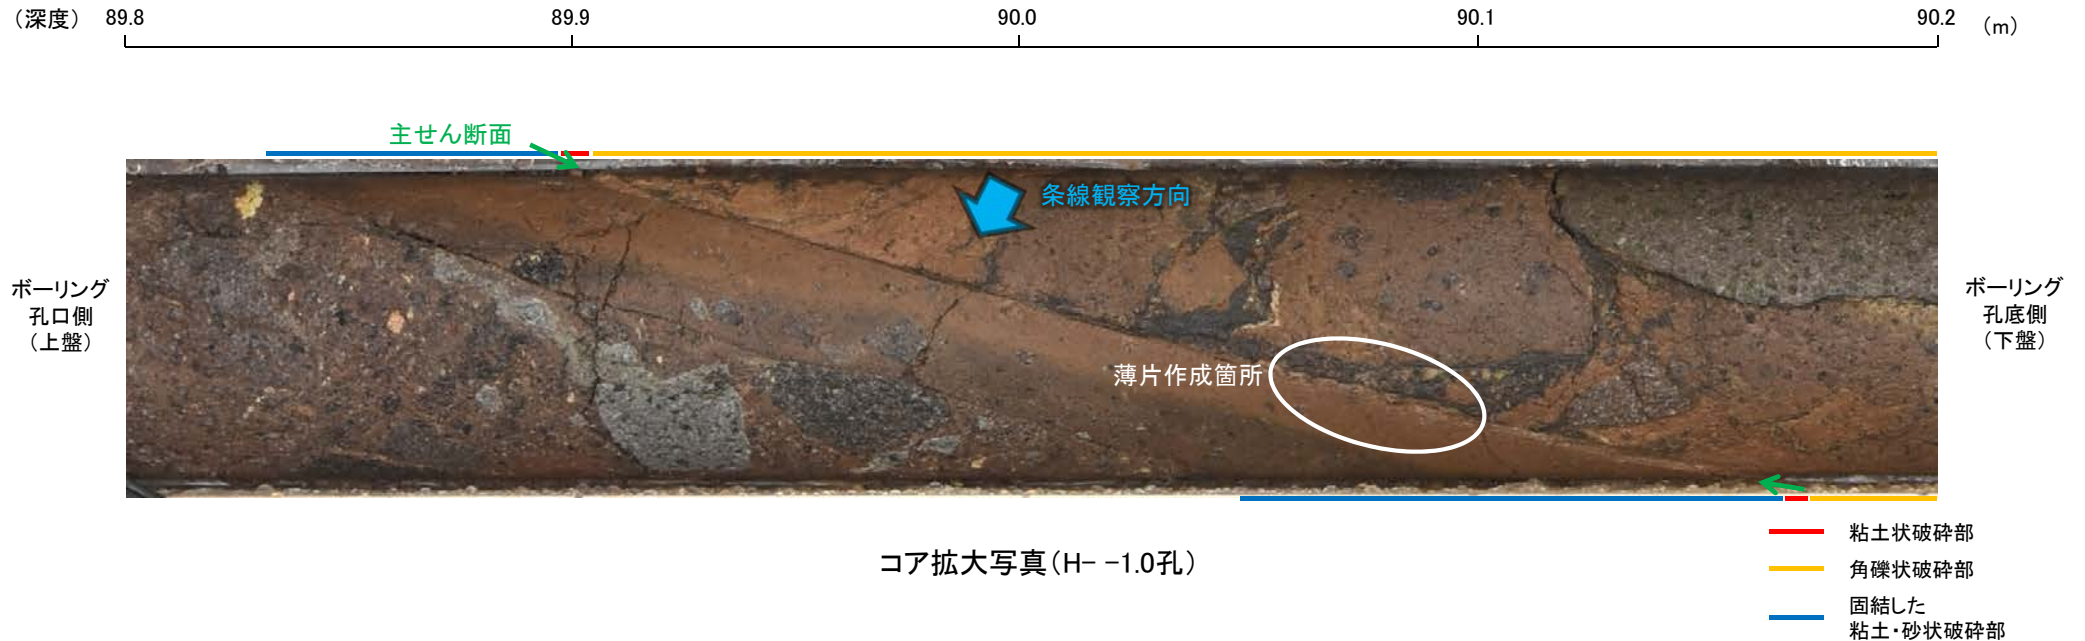 （深度） 89.8 89.9 90.0 90.1 90.2 （m）
主せん断面
条線観察方向
ボーリング
孔口側
（上盤）
ボーリング
孔底側
（下盤）
薄片作成箇所
粘土状破砕部
コア拡大写真（H- -1.0孔）
角礫状破砕部
固結した
粘土・砂状破砕部